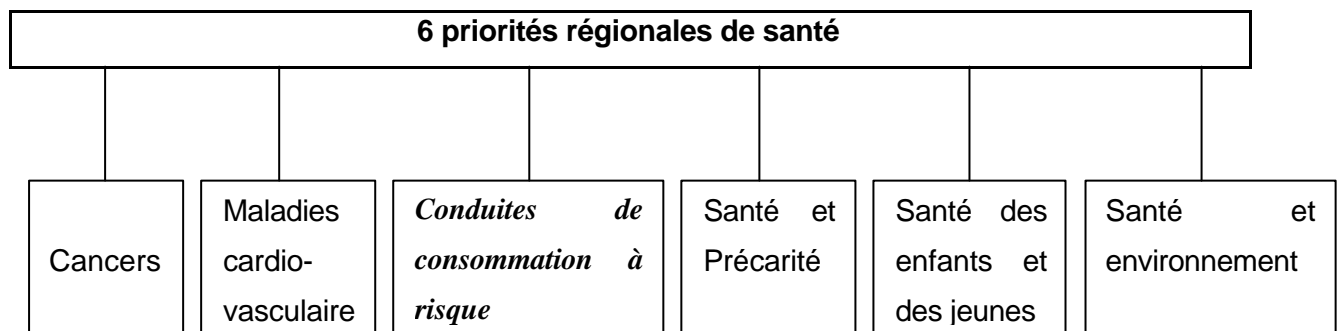 6 priorités régionales de santé
Cancers
Maladies
cardio-
vasculaire
Conduites de
consommation à
risque
Santé et
Précarité
Santé des
enfants et
des jeunes
Santé et
environnement